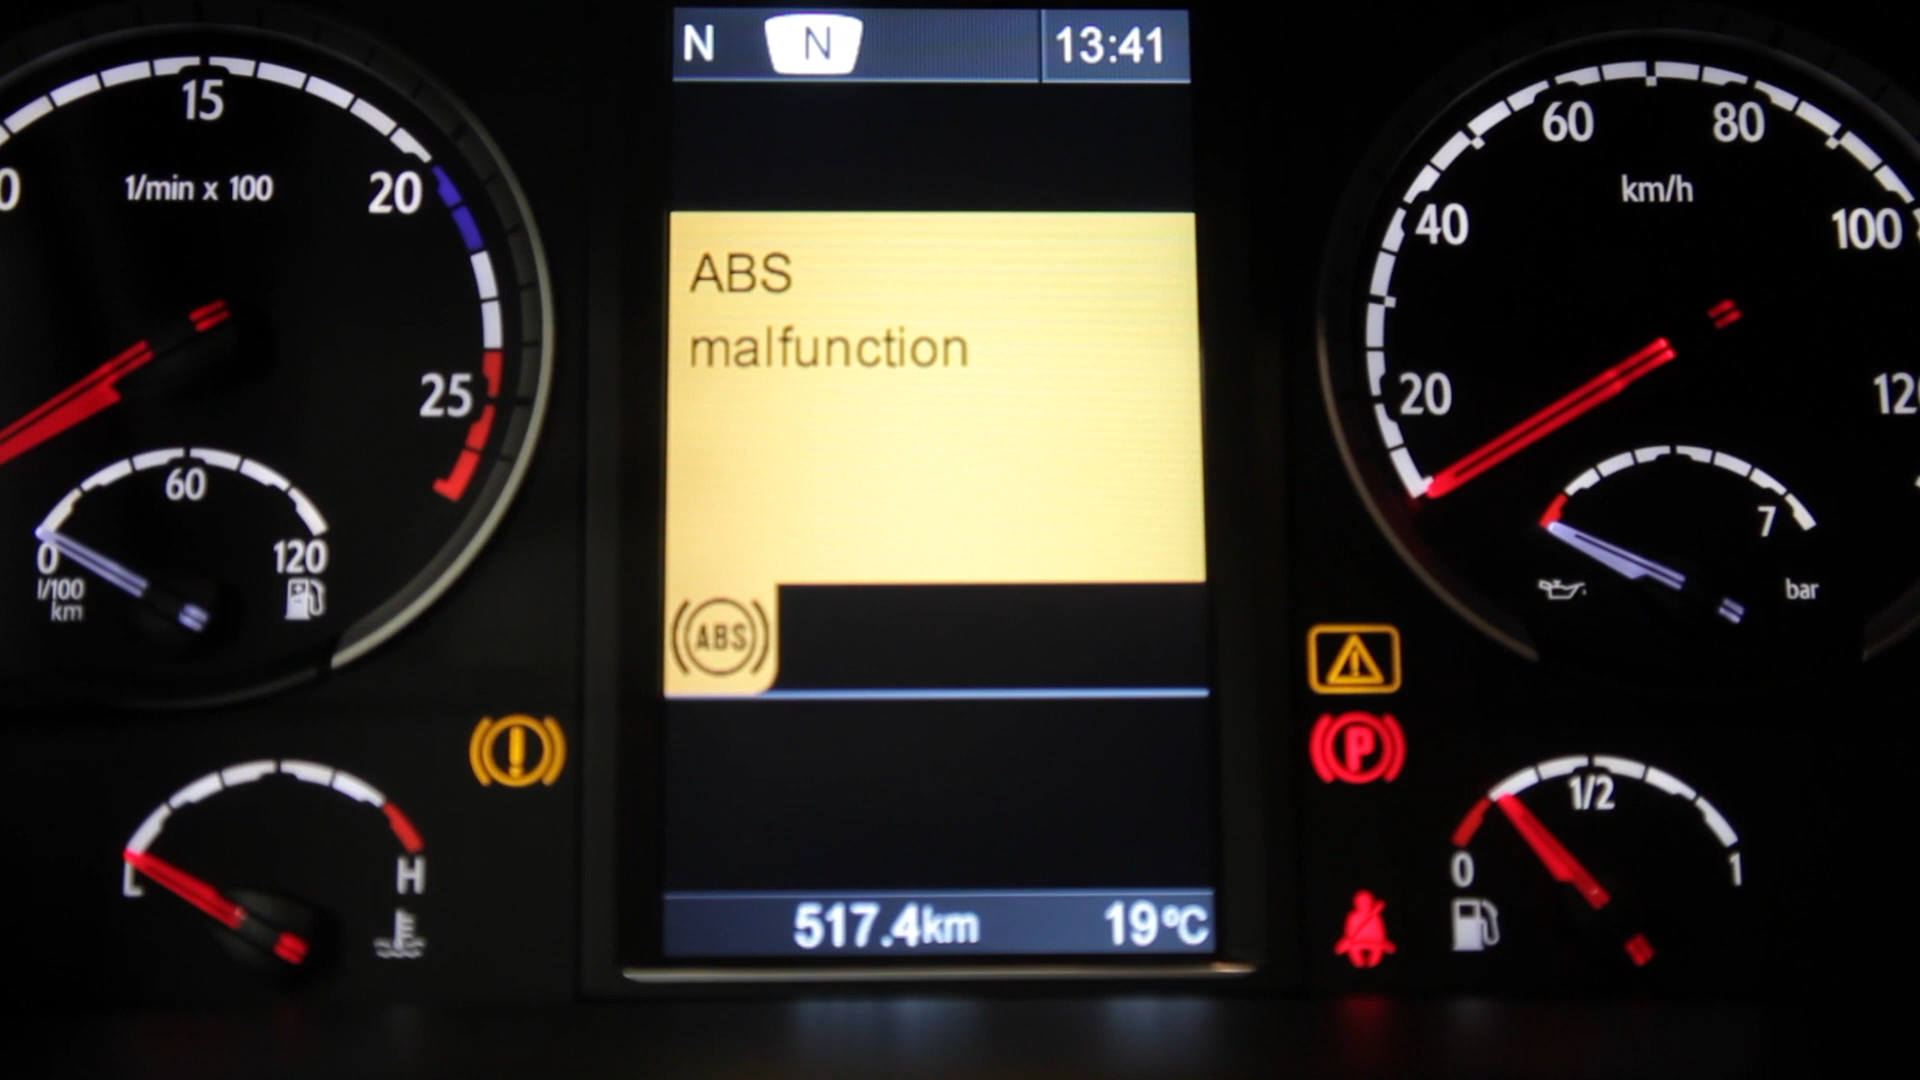 N N 13:41
15
1/min x 100
20
25
60
0 120
l/100
km
L H
ABS
malfunction
ABS
517.4km 19°C
60 80
km/h
40 100
20
7
bar
P
1/2
0 1